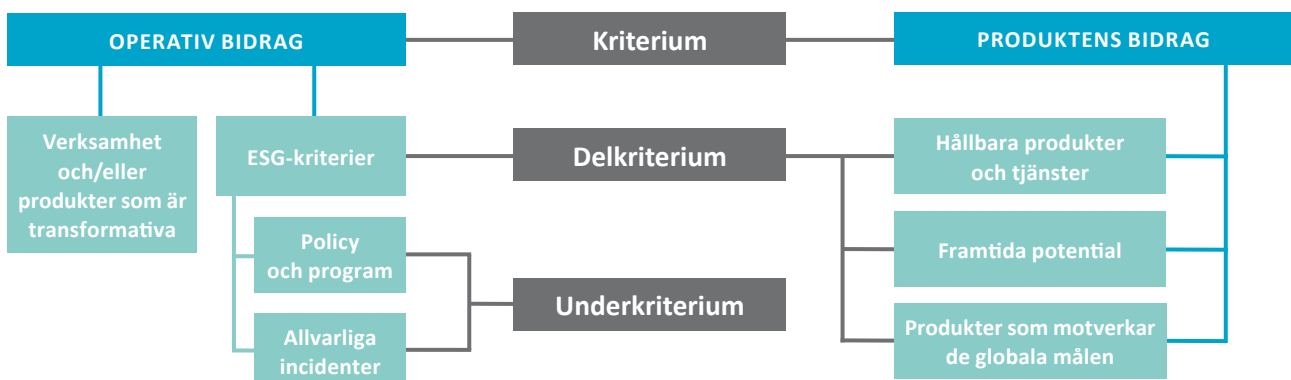 OPERATIV BIDRAG
Kriterium
PRODUKTENS BIDRAG
Verksamhet
och/eller
produkter som är
transformativa
ESG-kriterier
Delkriterium
Hållbara produkter
och tjänster
Policy
och program
Framtida potential
Underkriterium
Allvarliga
incidenter
Produkter som motverkar
de globala målen